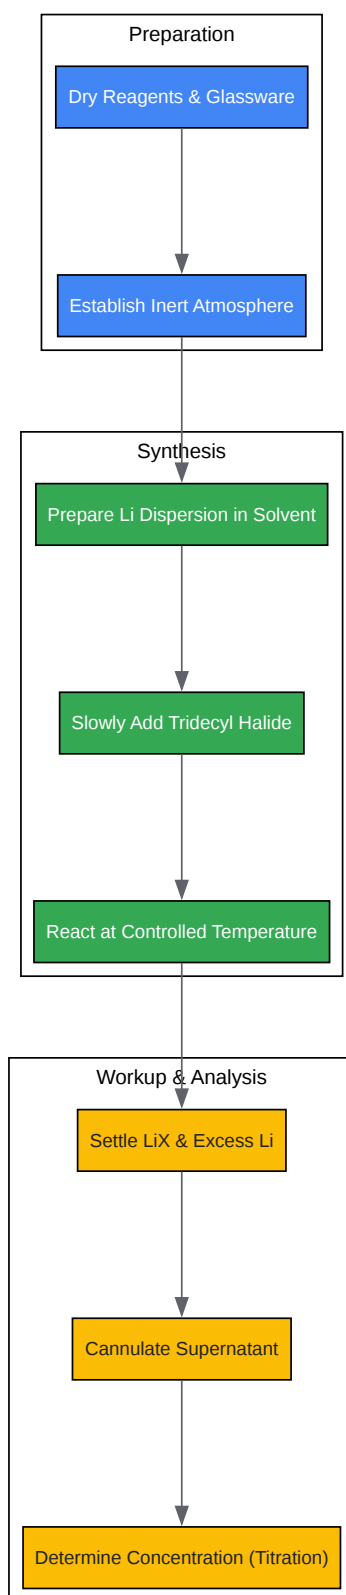 Preparation
Dry Reagents & Glassware
Establish Inert Atmosphere
Synthesis
Prepare Li Dispersion in Solvent
Slowly Add Tridecyl Halide
React at Controlled Temperature
Workup & Analysis
Settle LiX & Excess Li
Cannulate Supernatant
Determine Concentration (Titration)